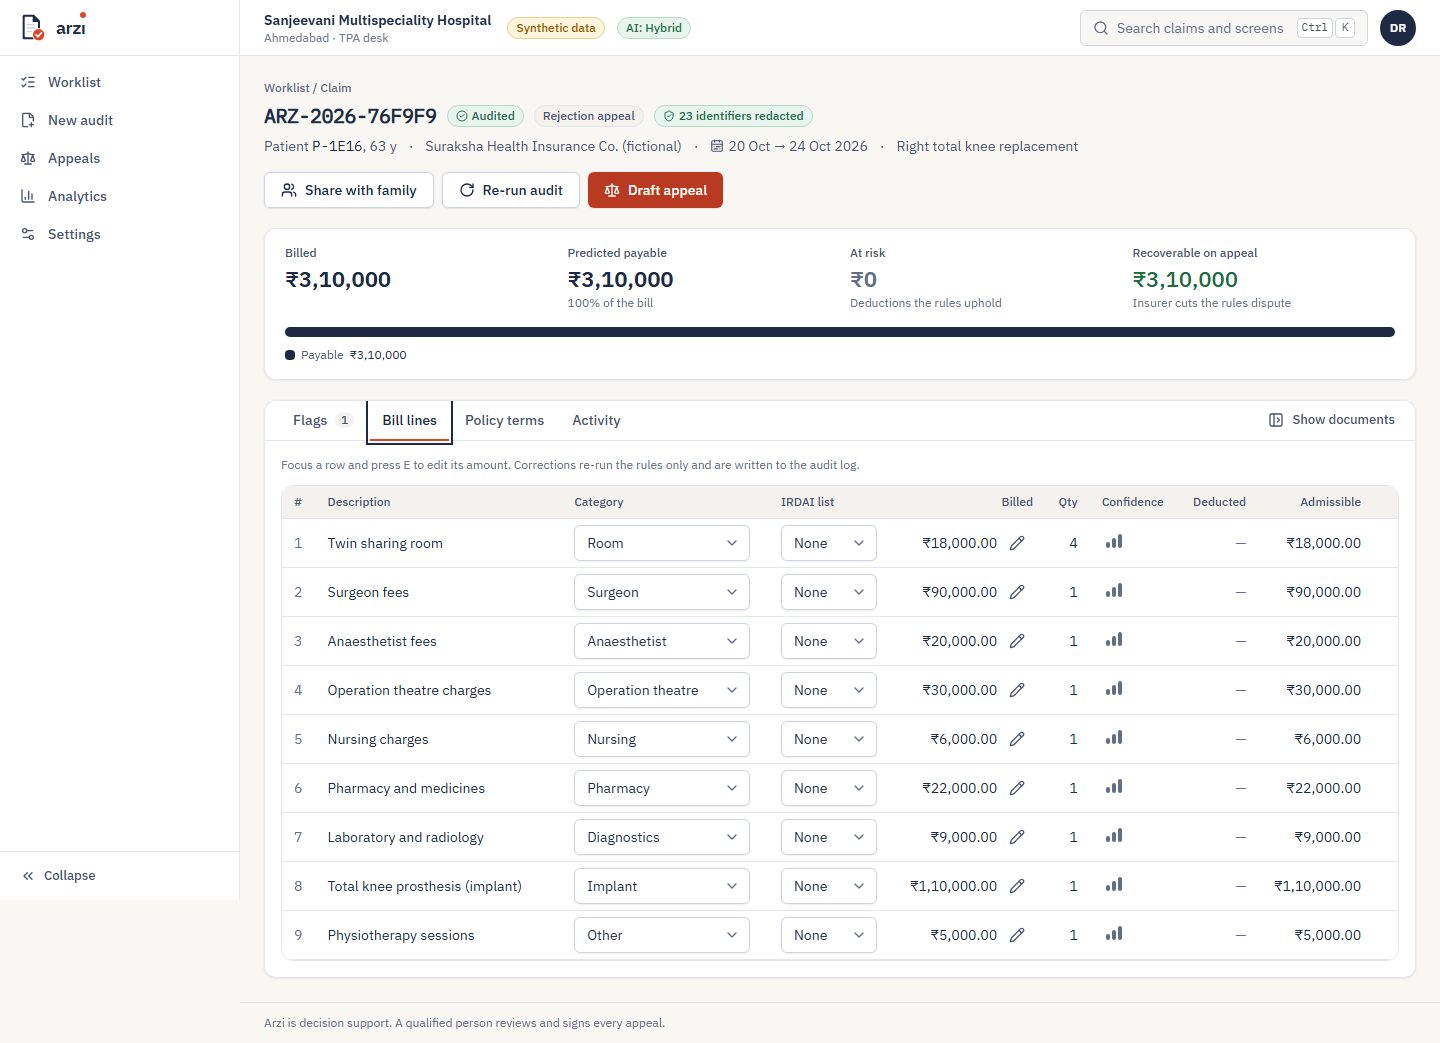 arzi
Sanjeevani Multispeciality Hospital
Ahmedabad · TPA desk
Synthetic data
AI: Hybrid
Search claims and screens
Ctrl K
DR
Worklist
New audit
Appeals
Analytics
Settings
Collapse
Worklist / Claim
ARZ-2026-76F9F9
Audited
Rejection appeal
23 identifiers redacted
Patient P-1E16, 63 y · Suraksha Health Insurance Co. (fictional) · 20 Oct → 24 Oct 2026 · Right total knee replacement
Share with family
Re-run audit
Draft appeal
Billed
₹3,10,000
Predicted payable
₹3,10,000
100% of the bill
At risk
₹0
Deductions the rules uphold
Recoverable on appeal
₹3,10,000
Insurer cuts the rules dispute
Payable ₹3,10,000
Flags 1
Bill lines
Policy terms
Activity
Show documents
Focus a row and press E to edit its amount. Corrections re-run the rules only and are written to the audit log.
# Description Category IRDAI list Billed Qty Confidence Deducted Admissible
1 Twin sharing room Room None ₹18,000.00 4 — ₹18,000.00
2 Surgeon fees Surgeon None ₹90,000.00 1 — ₹90,000.00
3 Anaesthetist fees Anaesthetist None ₹20,000.00 1 — ₹20,000.00
4 Operation theatre charges Operation theatre None ₹30,000.00 1 — ₹30,000.00
5 Nursing charges Nursing None ₹6,000.00 1 — ₹6,000.00
6 Pharmacy and medicines Pharmacy None ₹22,000.00 1 — ₹22,000.00
7 Laboratory and radiology Diagnostics None ₹9,000.00 1 — ₹9,000.00
8 Total knee prosthesis (implant) Implant None ₹1,10,000.00 1 — ₹1,10,000.00
9 Physiotherapy sessions Other None ₹5,000.00 1 — ₹5,000.00
Arzi is decision support. A qualified person reviews and signs every appeal.